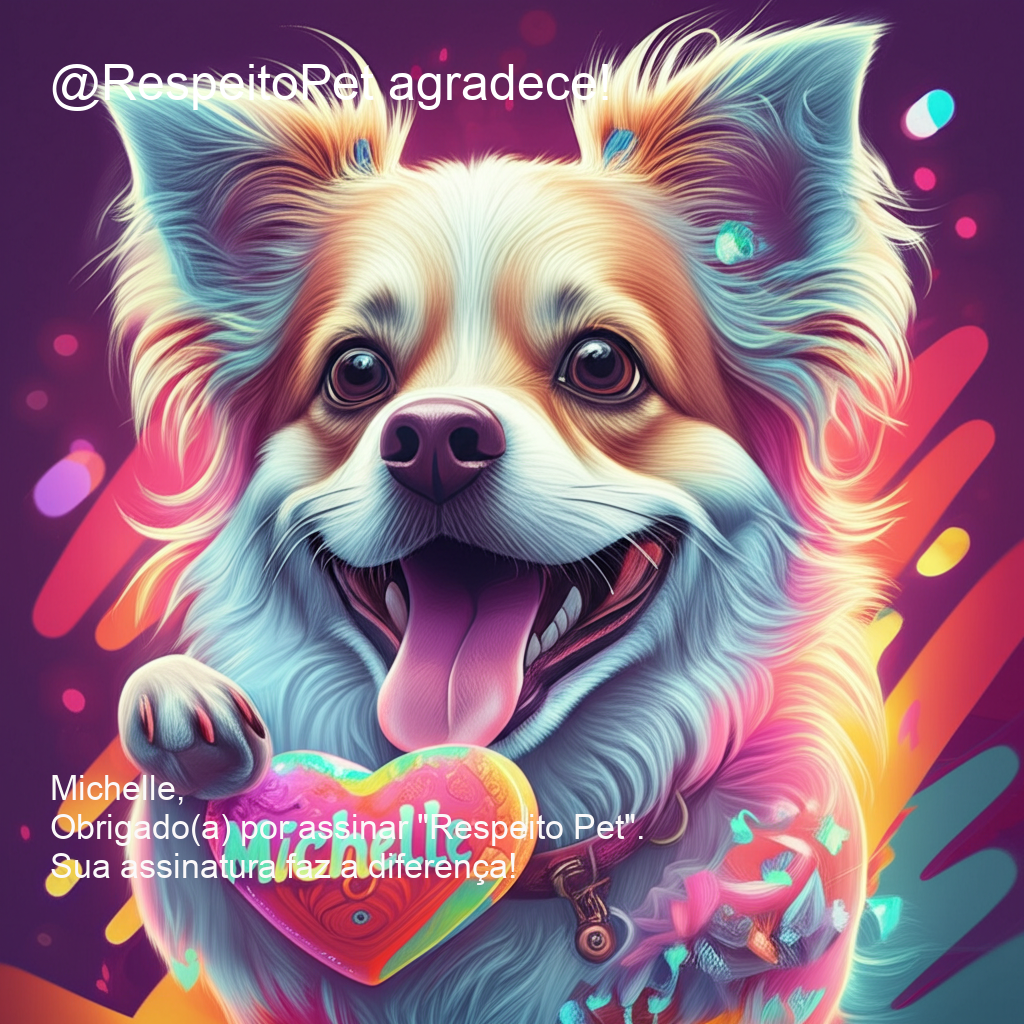 @RespeitoPet agradece!
Michelle,
Obrigado(a) por assinar "Respeito Pet".
Michelle
Sua assinatura faz a diferença!